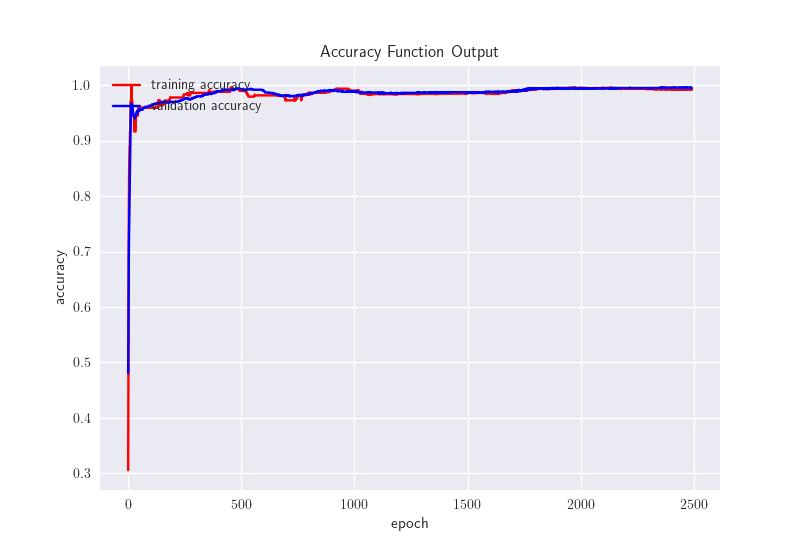 Accuracy Function Output
training accuracy
validation accuracy
1.0
0.9
0.8
0.7
0.6
0.5
0.4
0.3
accuracy
0 500 1000 1500 2000 2500
epoch